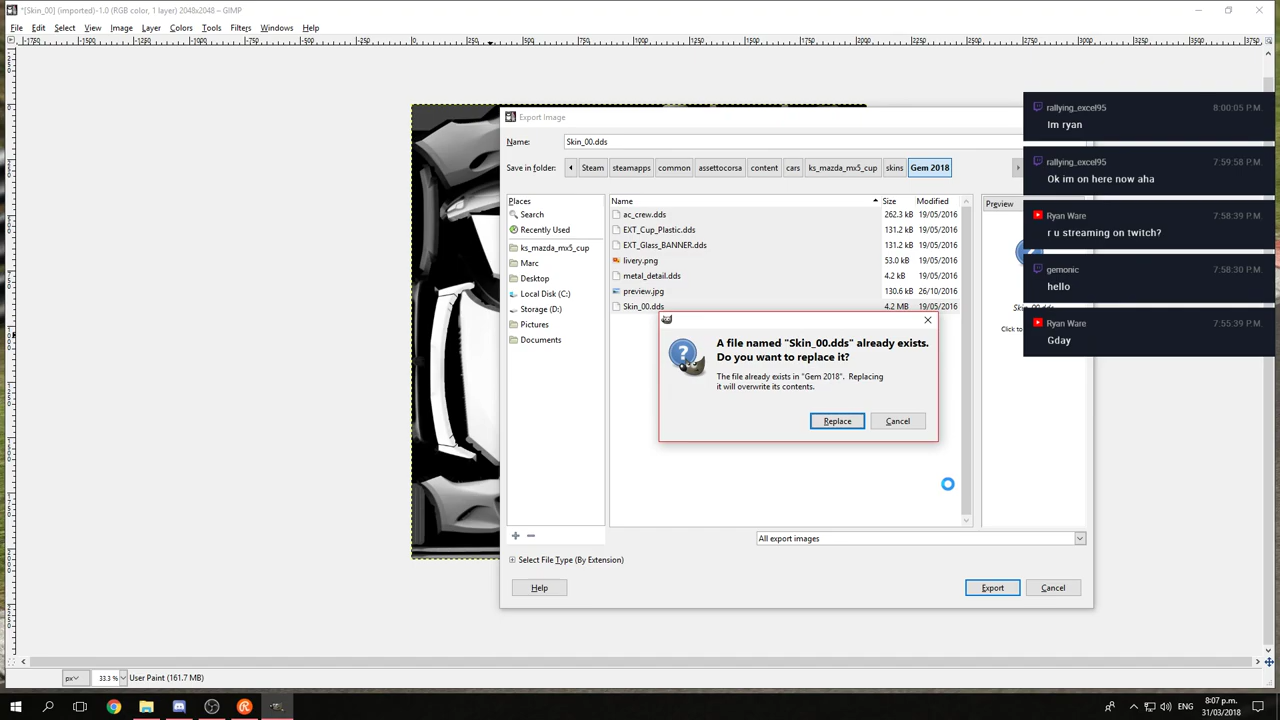 *[Skin_00] (imported)-1.0 (RGB color, 1 layer) 2048x2048 – GIMP
File Edit Select View Image Layer Colors Tools Filters Windows Help
Export Image
Name: Skin_00.dds
Save in folder: Steam steamapps common assettocorsa content cars ks_mazda_mx5_cup skins Gem 2018
Places
Search
Recently Used
ks_mazda_mx5_cup
Marc
Desktop
Local Disk (C:)
Storage (D:)
Pictures
Documents
Name Size Modified
ac_crew.dds 262.3 kB 19/05/2016
EXT_Cup_Plastic.dds 131.2 kB 19/05/2016
EXT_Glass_BANNER.dds 131.2 kB 19/05/2016
livery.png 53.0 kB 19/05/2016
metal_detail.dds 4.2 kB 19/05/2016
preview.jpg 130.6 kB 26/10/2016
Skin_00.dds 4.2 MB 19/05/2016
Preview
A file named "Skin_00.dds" already exists.
Do you want to replace it?
The file already exists in "Gem 2018". Replacing
it will overwrite its contents.
Replace Cancel
All export images
Select File Type (By Extension)
Help Export Cancel
rallying_excel95 8:00:05 P.M.
Im ryan
rallying_excel95 7:59:58 P.M.
Ok im on here now aha
Ryan Ware 7:58:39 P.M.
r u streaming on twitch?
gemonic 7:58:30 P.M.
hello
Ryan Ware 7:55:39 P.M.
Gday
px 33.3 % User Paint (161.7 MB)
ENG
8:07 p.m.
31/03/2018